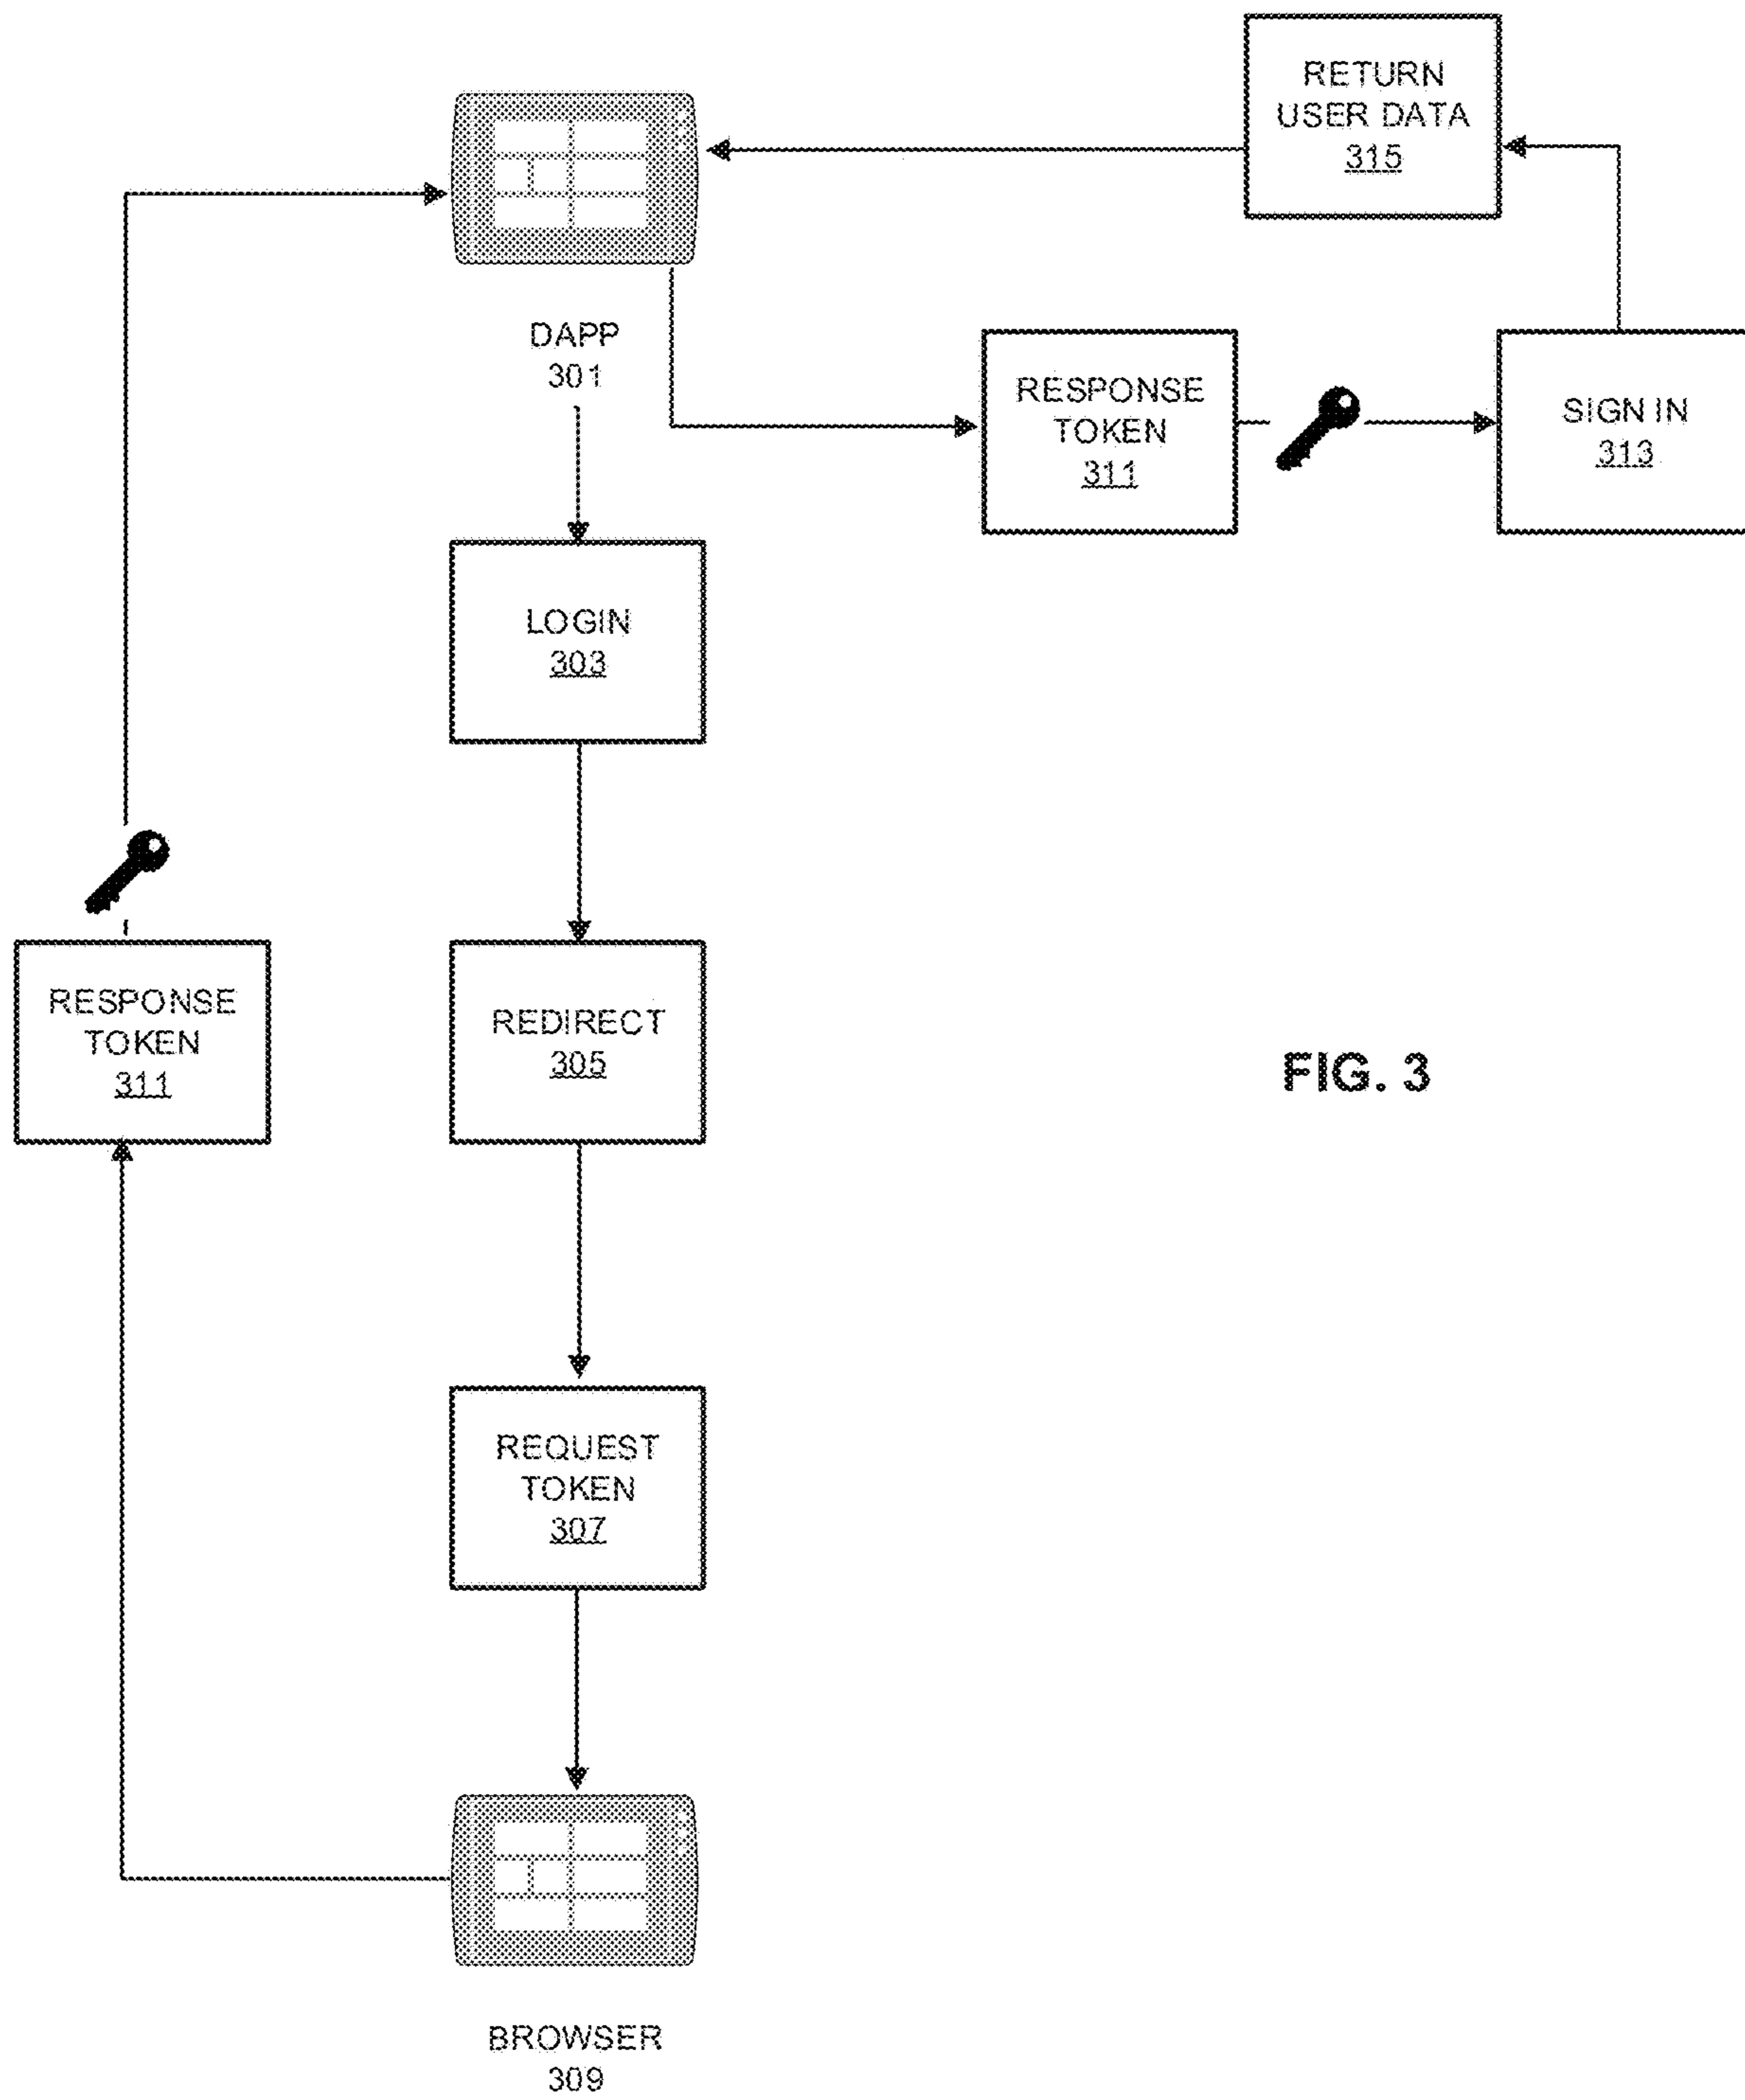 RETURN
USER DATA
315
DAPP
301
RESPONSE
TOKEN
311
SIGN IN
313
LOGIN
303
RESPONSE
TOKEN
311
REDIRECT
305
FIG. 3
REQUEST
TOKEN
307
BROWSER
309